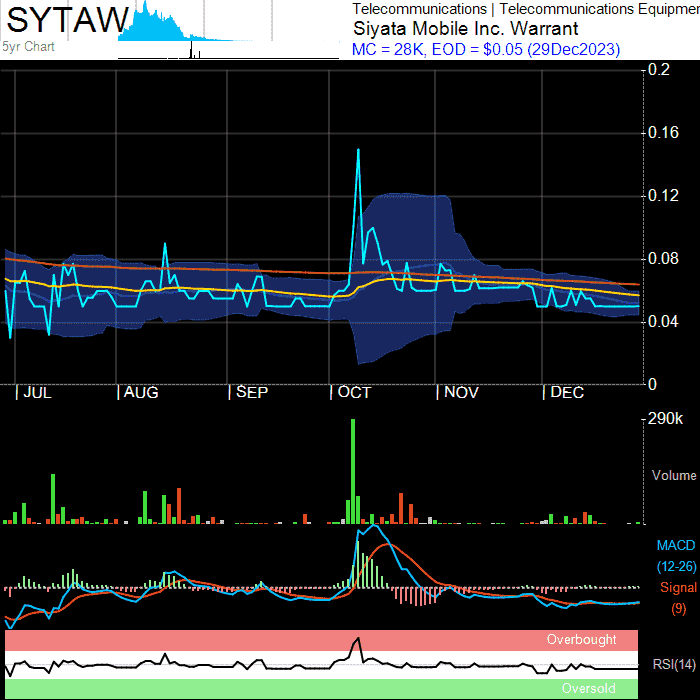 SYTAW
5yr Chart
Telecommunications | Telecommunications Equipmen
Siyata Mobile Inc. Warrant
MC = 28K, EOD = $0.05 (29Dec2023)
0.2
0.16
0.12
0.08
0.04
0
JUL AUG SEP OCT NOV DEC
290k
Volume
MACD
(12-26)
Signal
(9)
Overbought
RSI(14)
Oversold